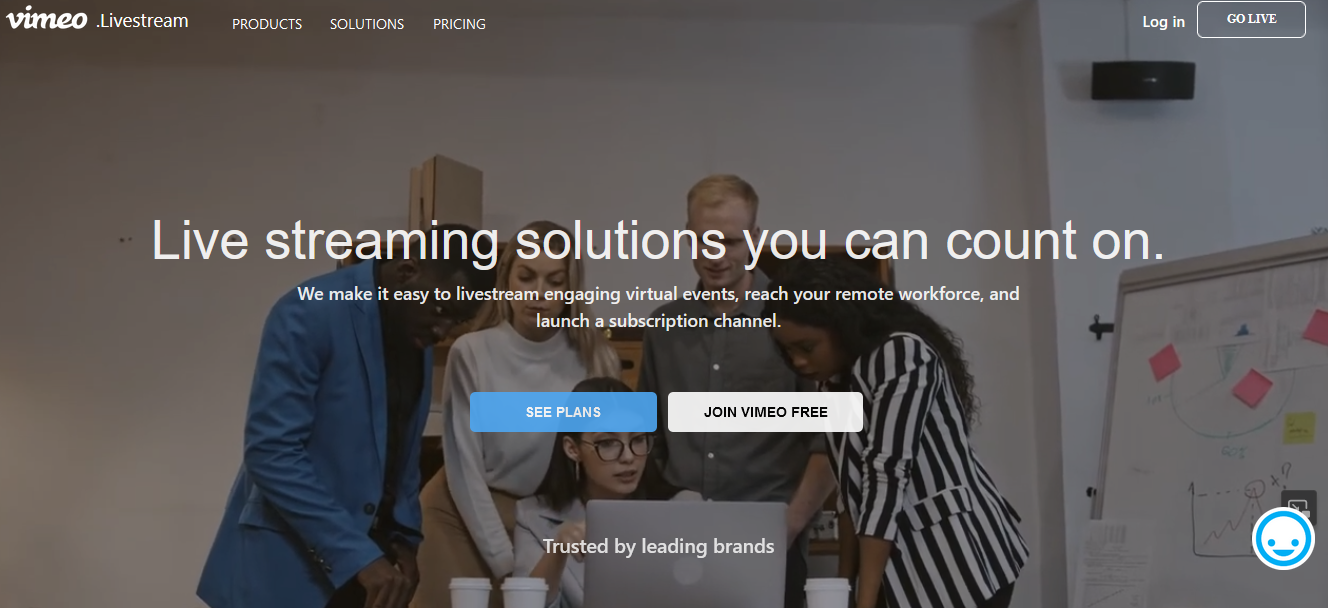 vimeo .Livestream
PRODUCTS
SOLUTIONS
PRICING
Log in
GO LIVE
Live streaming solutions you can count on.
We make it easy to livestream engaging virtual events, reach your remote workforce, and
launch a subscription channel.
SEE PLANS
JOIN VIMEO FREE
Trusted by leading brands